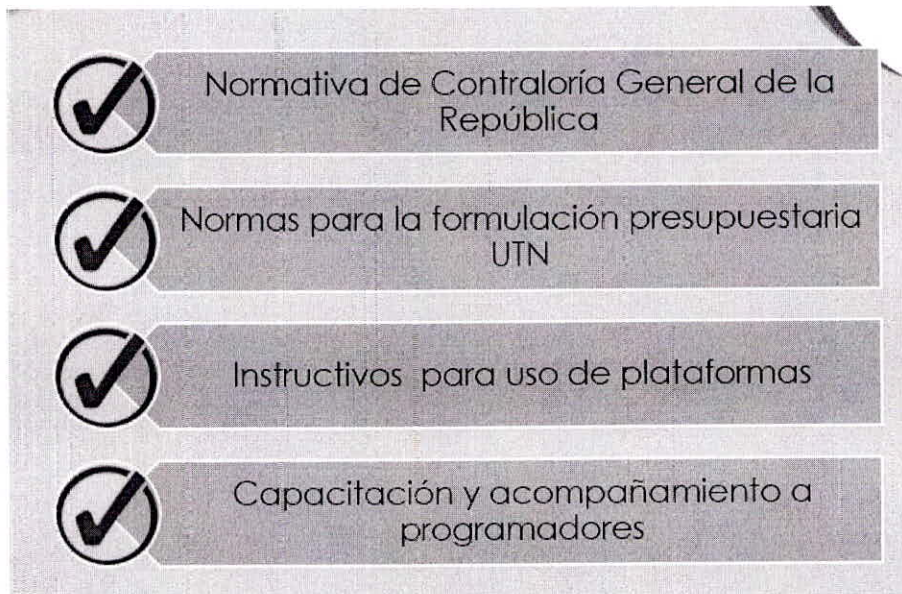 Normativa de Contraloría General de la
República
Normas para la formulación presupuestaria
UTN
Instructivos para uso de plataformas
Capacitación y acompañamiento a
programadores